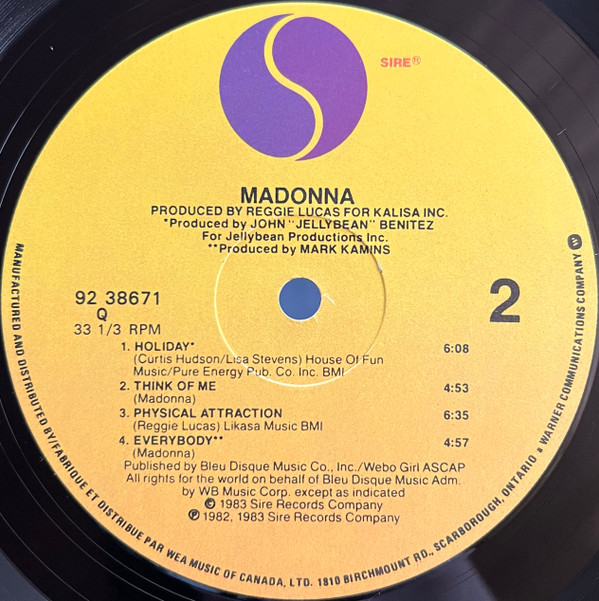 SIRE®
MADONNA
PRODUCED BY REGGIE LUCAS FOR KALISA INC.
*Produced by JOHN "JELLYBEAN" BENITEZ
For Jellybean Productions Inc.
**Produced by MARK KAMINS
92 38671
Q
33 1/3 RPM
2
1. HOLIDAY* 6:08
(Curtis Hudson/Lisa Stevens) House Of Fun
Music/Pure Energy Pub. Co. Inc. BMI
2. THINK OF ME 4:53
(Madonna)
3. PHYSICAL ATTRACTION 6:35
(Reggie Lucas) Likasa Music BMI
4. EVERYBODY** 4:57
(Madonna)
Published by Bleu Disque Music Co., Inc./Webo Girl ASCAP
All rights for the world on behalf of Bleu Disque Music Adm.
by WB Music Corp. except as indicated
© 1983 Sire Records Company
℗ 1982, 1983 Sire Records Company
MANUFACTURED AND DISTRIBUTED BY/FABRIQUE ET DISTRIBUE PAR WEA MUSIC OF CANADA, LTD. 1810 BIRCHMOUNT RD., SCARBOROUGH, ONTARIO a WARNER COMMUNICATIONS COMPANY